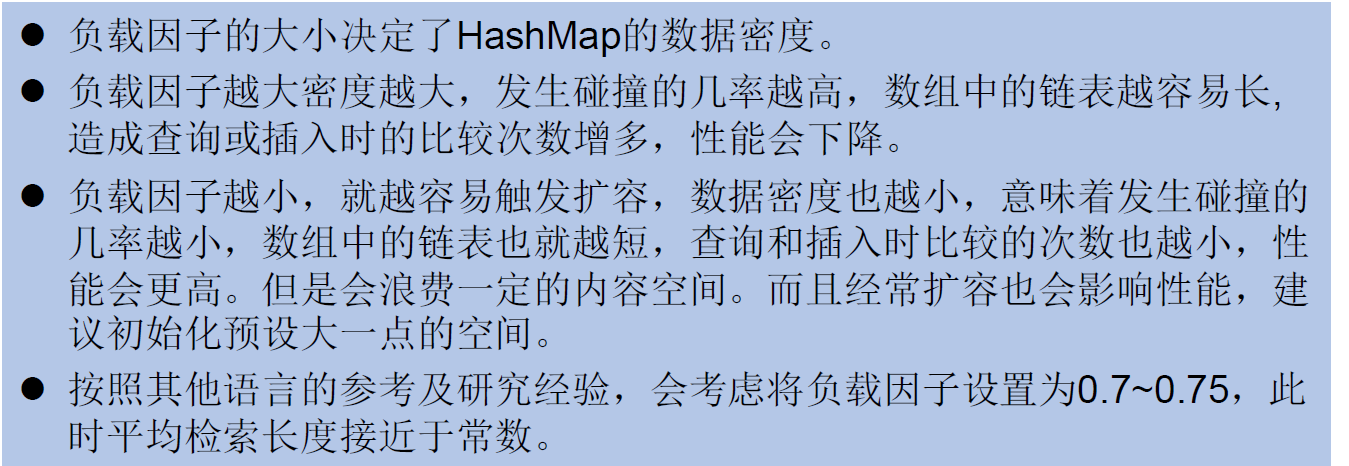 ● 负载因子的大小决定了HashMap的数据密度。
● 负载因子越大密度越大，发生碰撞的几率越高，数组中的链表越容易长,
造成查询或插入时的比较次数增多，性能会下降。
● 负载因子越小，就越容易触发扩容，数据密度也越小，意味着发生碰撞的
几率越小，数组中的链表也就越短，查询和插入时比较的次数也越小，性
能会更高。但是会浪费一定的内容空间。而且经常扩容也会影响性能，建
议初始化预设大一点的空间。
● 按照其他语言的参考及研究经验，会考虑将负载因子设置为0.7~0.75，此
时平均检索长度接近于常数。